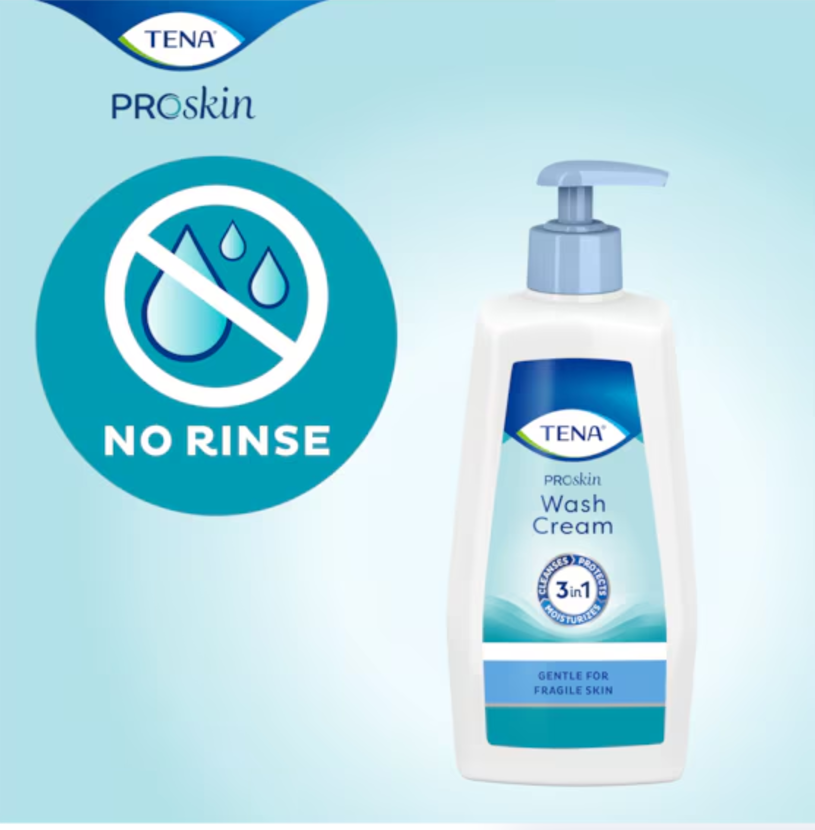 TENA®
PROskin
NO RINSE
TENA®
PROskin
Wash
Cream
CLEANSES PROTECTS
3in1
MOISTURIZES
GENTLE FOR
FRAGILE SKIN